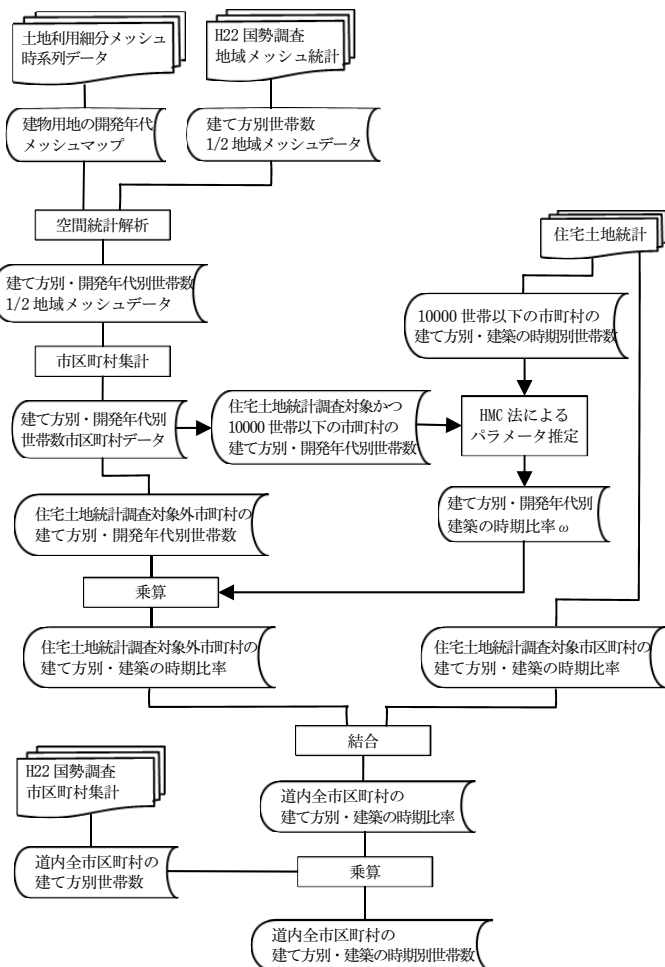 土地利用細分メッシュ
時系列データ
H22 国勢調査
地域メッシュ統計
建物用地の開発年代
メッシュマップ
建て方別世帯数
1/2 地域メッシュデータ
空間統計解析
住宅土地統計
建て方別・開発年代別世帯数
1/2 地域メッシュデータ
10000 世帯以下の市町村の
建て方別・建築の時期別世帯数
市区町村集計
建て方別・開発年代別
世帯数市区町村データ
住宅土地統計調査対象かつ
10000 世帯以下の市町村の
建て方別・開発年代別世帯数
HMC 法による
パラメータ推定
住宅土地統計調査対象外市町村の
建て方別・開発年代別世帯数
建て方別・開発年代別
建築の時期比率 ω
乗算
住宅土地統計調査対象外市町村の
建て方別・建築の時期比率
住宅土地統計調査対象市区町村の
建て方別・建築の時期比率
結合
H22 国勢調査
市区町村集計
道内全市区町村の
建て方別・建築の時期比率
道内全市区町村の
建て方別世帯数
乗算
道内全市区町村の
建て方別・建築の時期別世帯数